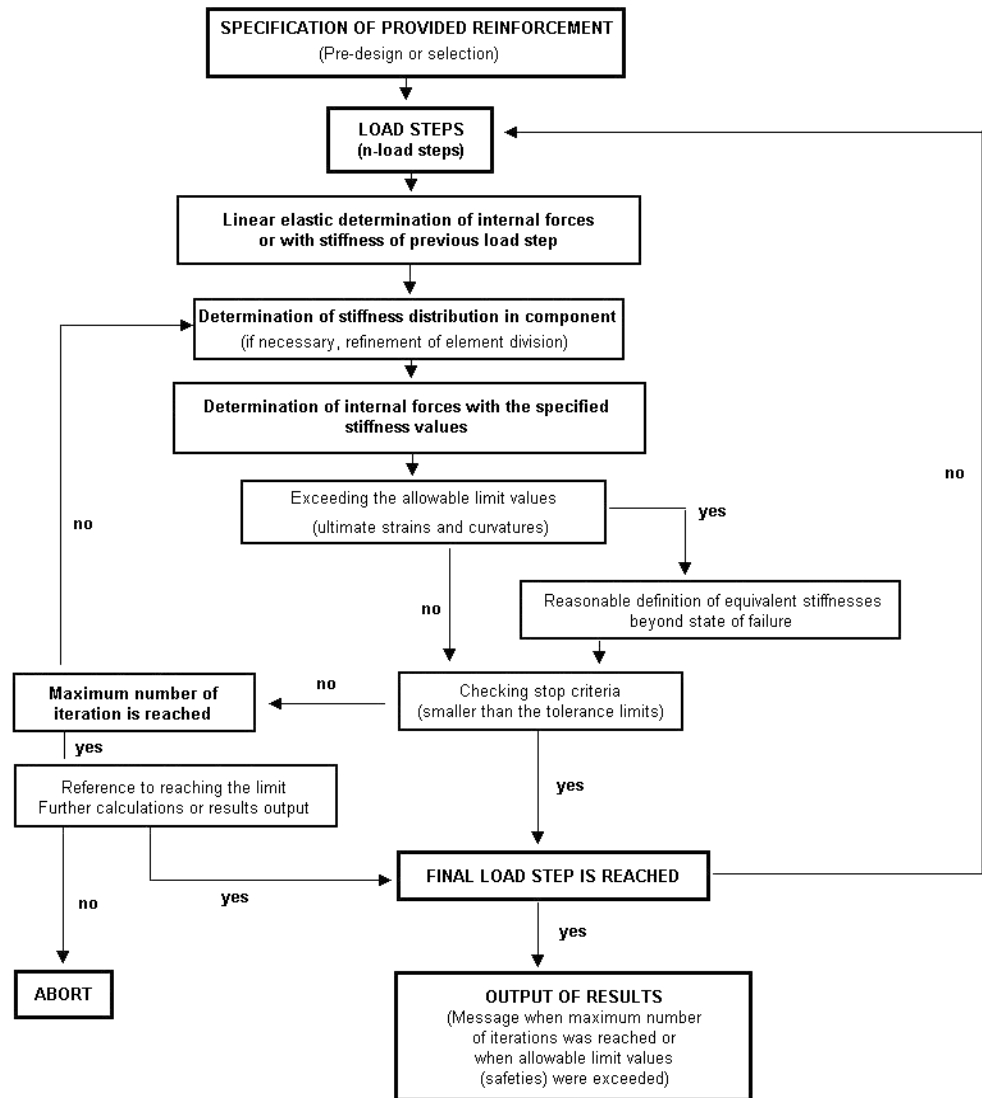 SPECIFICATION OF PROVIDED REINFORCEMENT
(Pre-design or selection)
LOAD STEPS
(n-load steps)
Linear elastic determination of internal forces
or with stiffness of previous load step
Determination of stiffness distribution in component
(if necessary, refinement of element division)
Determination of internal forces with the specified
stiffness values
no
Exceeding the allowable limit values
(ultimate strains and curvatures)
yes
no
Reasonable definition of equivalent stiffnesses
beyond state of failure
no
Maximum number of
iteration is reached
no
Checking stop criteria
(smaller than the tolerance limits)
yes
Reference to reaching the limit
Further calculations or results output
yes
FINAL LOAD STEP IS REACHED
no
yes
yes
ABORT
OUTPUT OF RESULTS
(Message when maximum number
of iterations was reached or
when allowable limit values
(safeties) were exceeded)